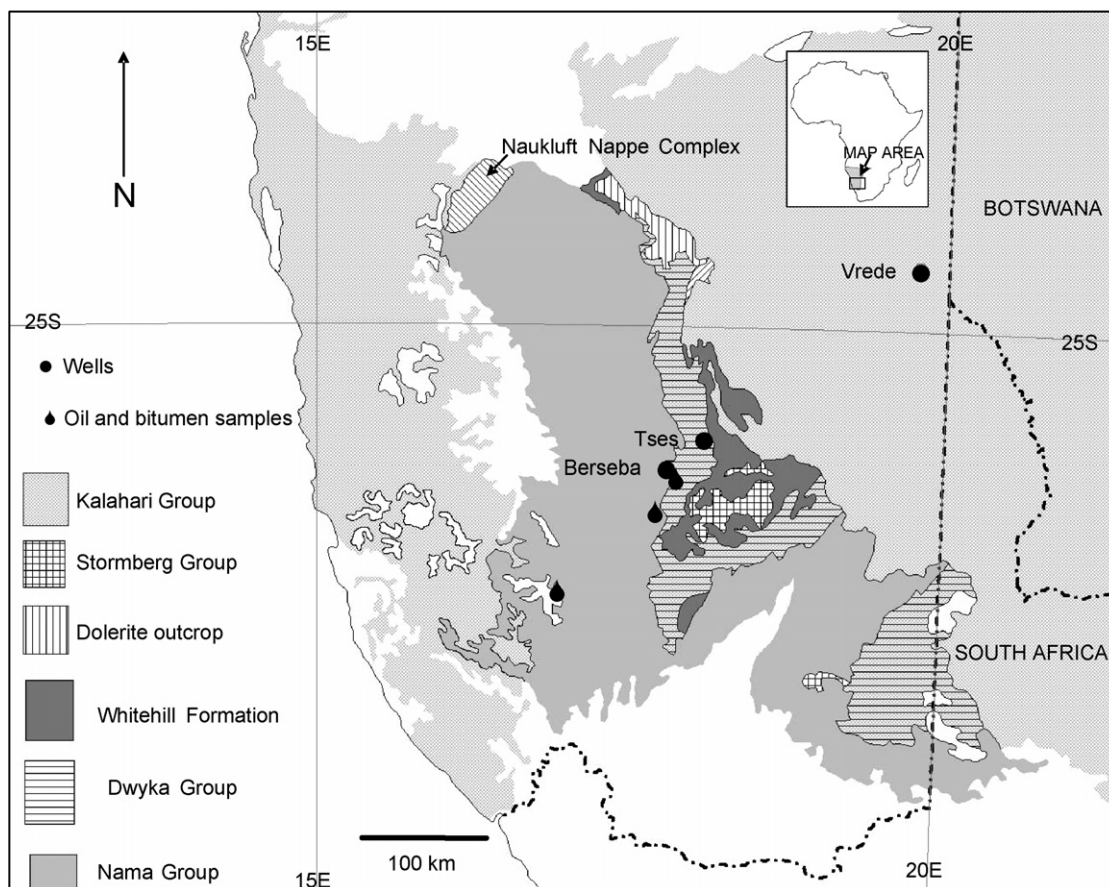 15E
20E
N
Naukluft Nappe Complex
MAP AREA
BOTSWANA
Vrede
25S
25S
Wells
Oil and bitumen samples
Tses
Berseba
Kalahari Group
Stormberg Group
Dolerite outcrop
SOUTH AFRICA
Whitehill Formation
Dwyka Group
100 km
Nama Group
15E
20E